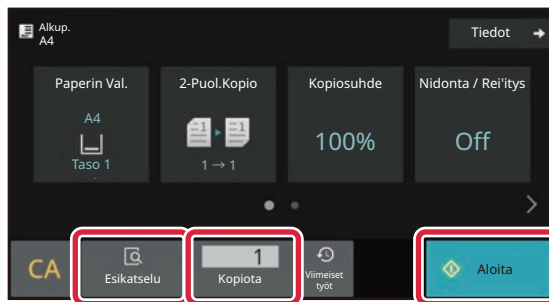 Alkup.
A4
Tiedot
Paperin Val.
A4
Taso 1
2-Puol.Kopio
1 → 1
Kopiosuhde
100%
Nidonta / Rei'itys
Off
CA
Esikatselu
1
Kopiota
Viimeiset
työt
Aloita